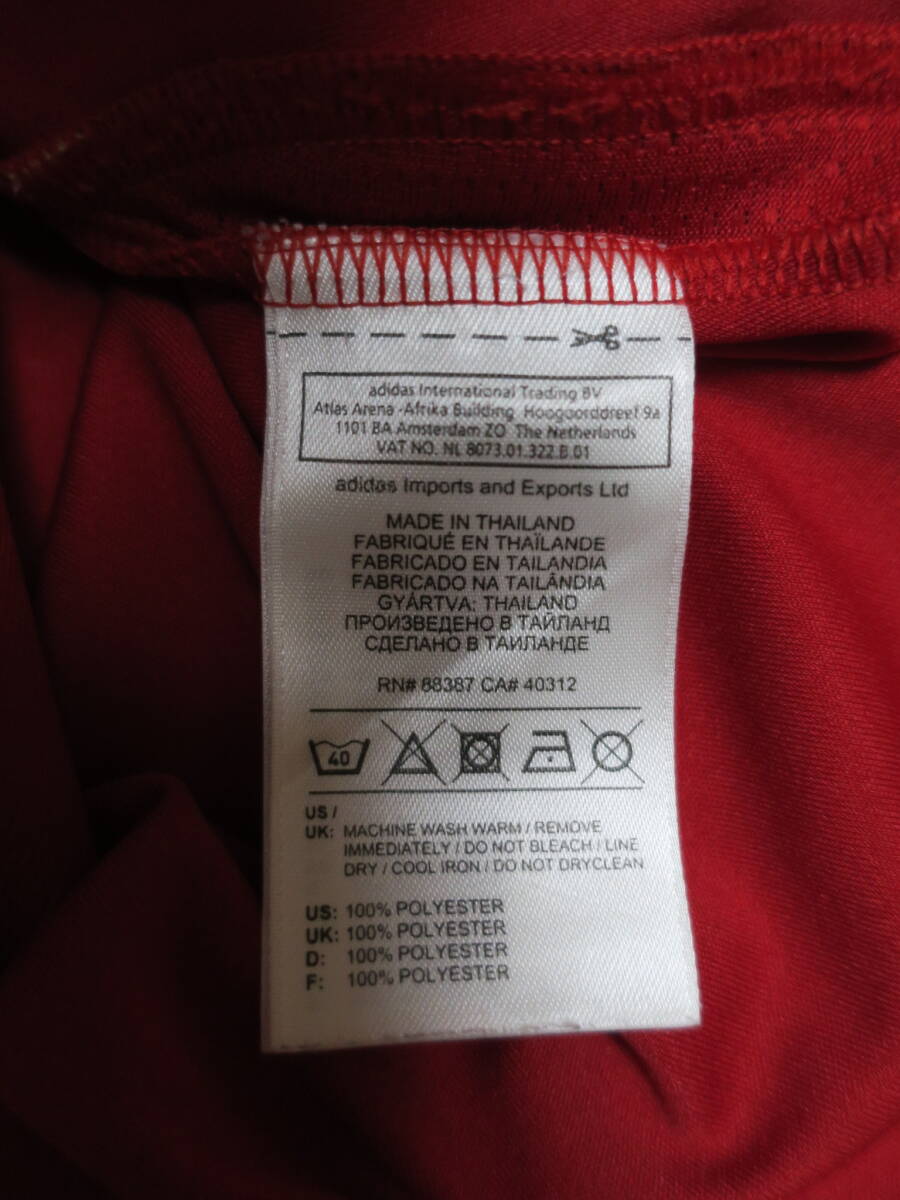 adidas International Trading BV
Atlas Arena -Afrika Building Hoogoorddreef 9a
1101 BA Amsterdam ZO The Netherlands
VAT NO. NL 8073.01.322.B.01
adidas Imports and Exports Ltd
MADE IN THAILAND
FABRIQUÉ EN THAÏLANDE
FABRICADO EN TAILANDIA
FABRICADO NA TAILÂNDIA
GYÁRTVA: THAILAND
ПРОИЗВЕДЕНО В ТАЙЛАНД
СДЕЛАНО В ТАИЛАНДЕ
RN# 88387 CA# 40312
40
US /
UK: MACHINE WASH WARM / REMOVE
IMMEDIATELY / DO NOT BLEACH / LINE
DRY / COOL IRON / DO NOT DRYCLEAN
US: 100% POLYESTER
UK: 100% POLYESTER
D: 100% POLYESTER
F: 100% POLYESTER